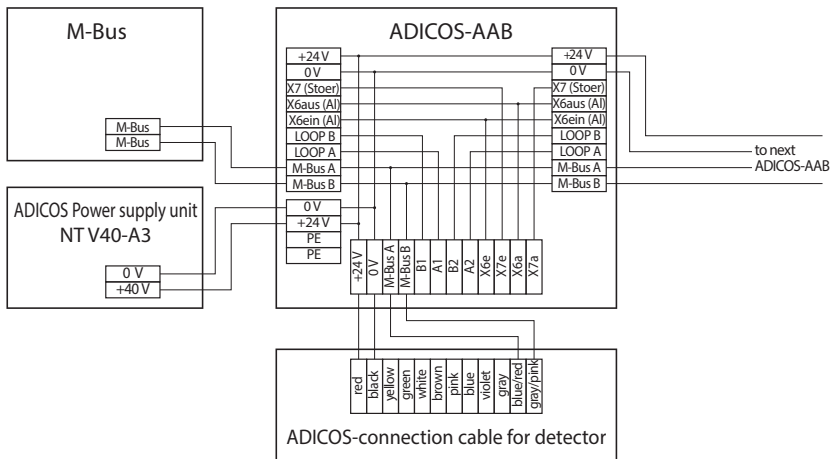 M-Bus
M-Bus
M-Bus
ADICOS Power supply unit
NT V40-A3
0 V
+40 V
ADICOS-AAB
+24 V
0 V
X7 (Stoer)
X6aus (Al)
X6ein (Al)
LOOP B
LOOP A
M-Bus A
M-Bus B
0 V
+24 V
PE
PE
+24 V
0 V
X7 (Stoer)
X6aus (Al)
X6ein (Al)
LOOP B
LOOP A
M-Bus A
M-Bus B
to next
ADICOS-AAB
+24 V
0 V
M-Bus A
M-Bus B
B1
A1
B2
A2
X6e
X7e
X6a
X7a
red
black
yellow
green
white
brown
pink
blue
violet
gray
blue/red
gray/pink
ADICOS-connection cable for detector